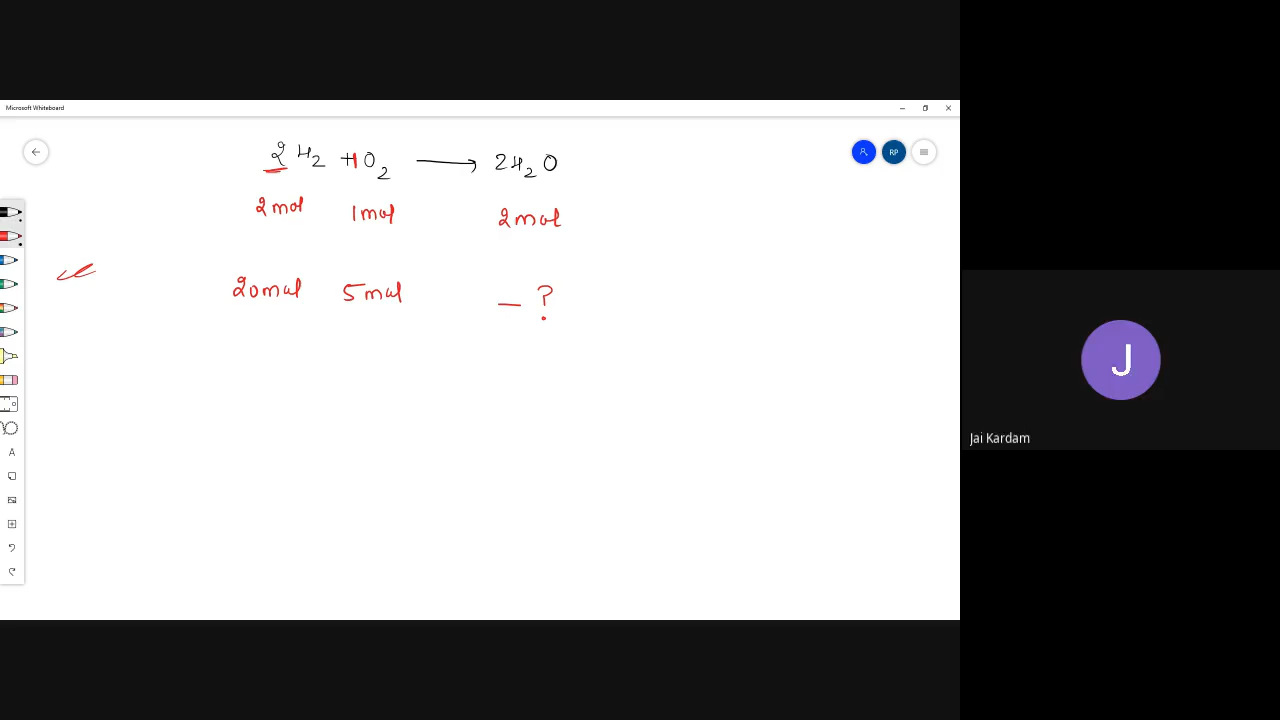 Microsoft Whiteboard
RP
2H₂ + 1O₂ → 2H₂O
2mol 1mol 2mol
20mol 5mol — ?
A
J
Jai Kardam